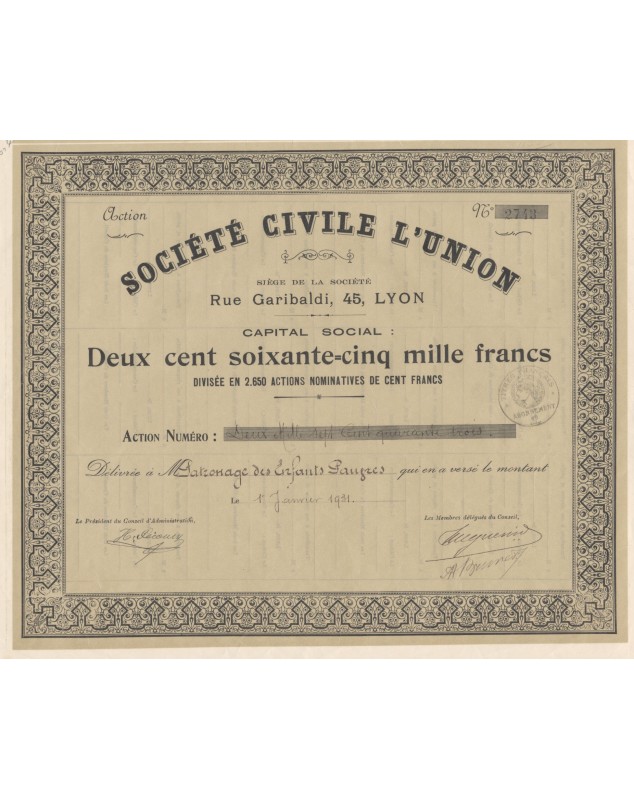 Action
Nº 2743
SOCIÉTÉ CIVILE L'UNION
SIÈGE DE LA SOCIÉTÉ
Rue Garibaldi, 45, LYON
CAPITAL SOCIAL :
Deux cent soixante=cinq mille francs
DIVISÉE EN 2.650 ACTIONS NOMINATIVES DE CENT FRANCS
ACTION NUMÉRO : Deux Mille sept Cent quarante trois
Délivrée à Patronage des Enfants Pauvres qui en a versé le montant
Le 1er Janvier 1921.
Le Président du Conseil d'Administration,
Les Membres délégués du Conseil,